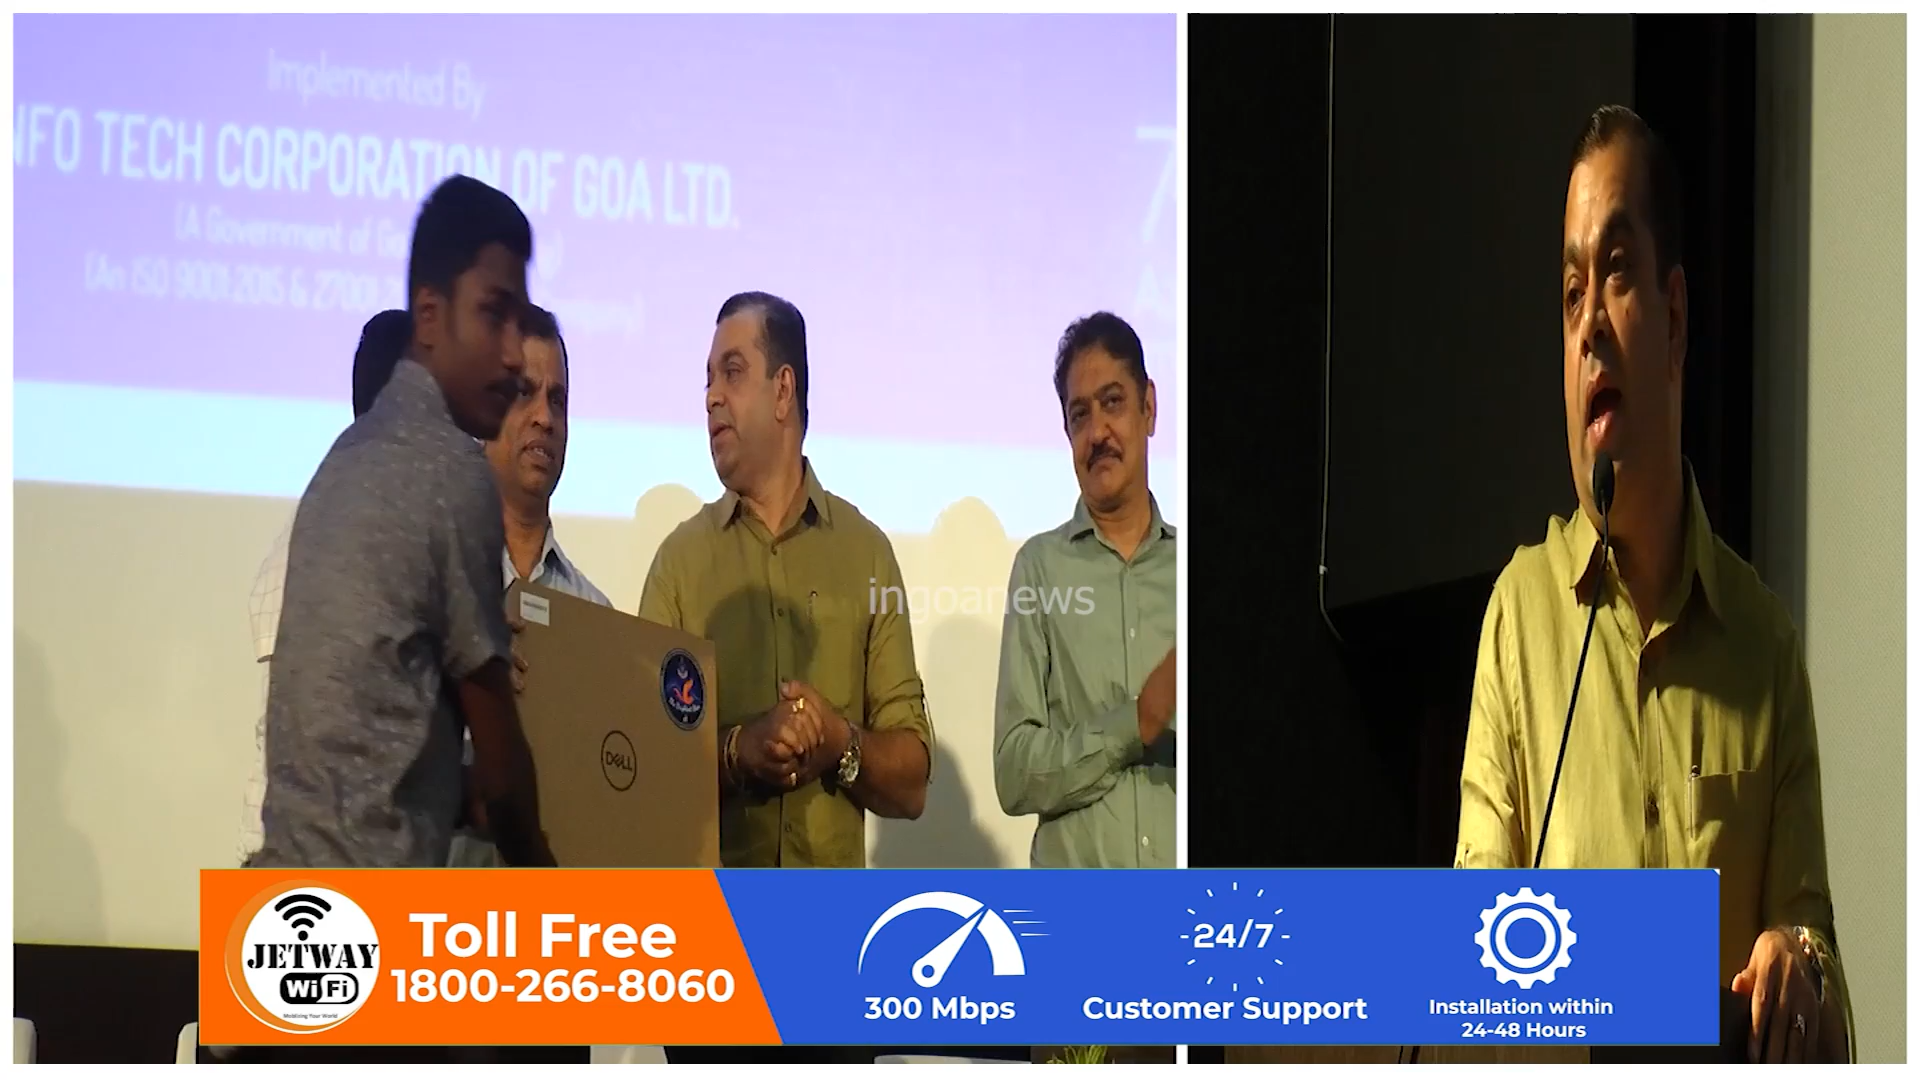 Implemented By
NFO TECH CORPORATION OF GOA LTD.
(A Government of
(An ISO 9001:2015 & 27001:
ingoanews
DELL
JETWAY
WiFi
Toll Free
1800-266-8060
300 Mbps
-24/7-
Customer Support
Installation within
24-48 Hours